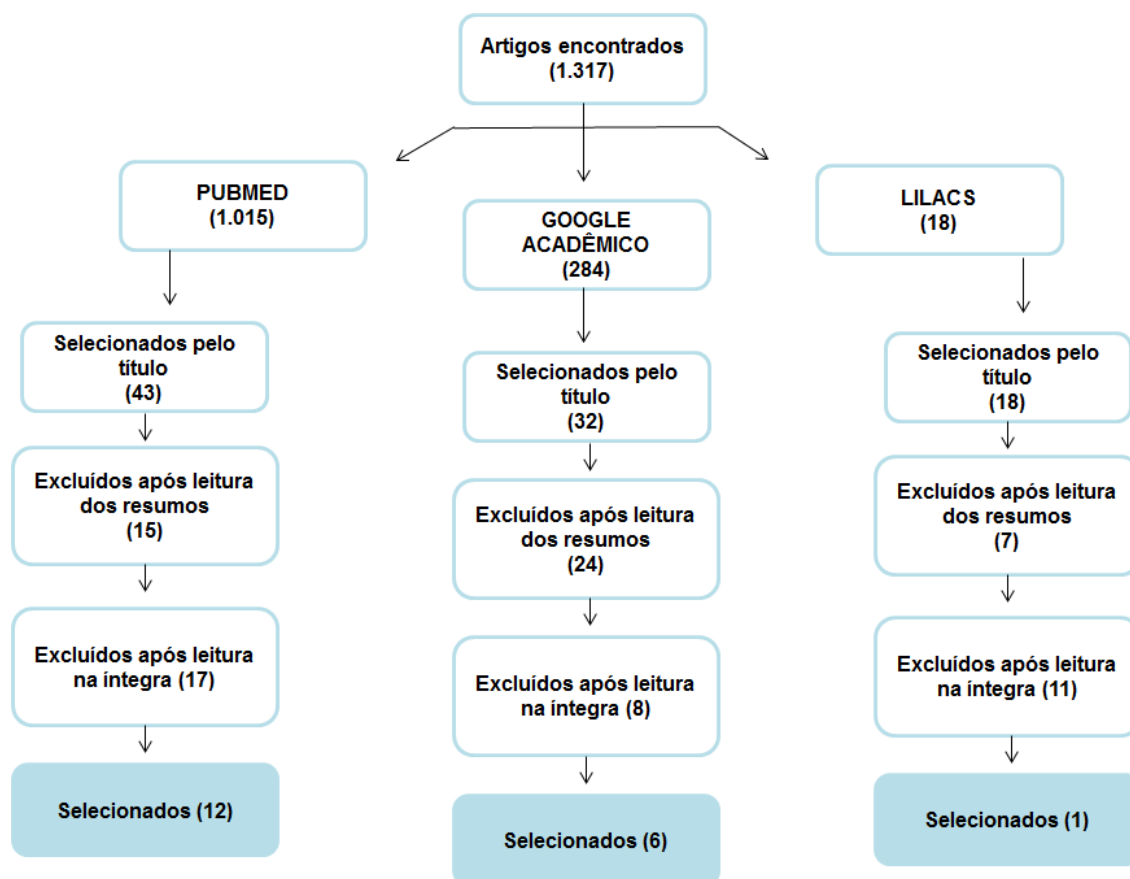 Artigos encontrados
(1.317)
PUBMED
(1.015)
GOOGLE
ACADÊMICO
(284)
LILACS
(18)
Selecionados pelo
título
(43)
Selecionados pelo
título
(32)
Selecionados pelo
título
(18)
Excluídos após leitura
dos resumos
(15)
Excluídos após leitura
dos resumos
(24)
Excluídos após leitura
dos resumos
(7)
Excluídos após leitura
na íntegra (17)
Excluídos após leitura
na íntegra (8)
Excluídos após leitura
na íntegra (11)
Selecionados (12)
Selecionados (6)
Selecionados (1)